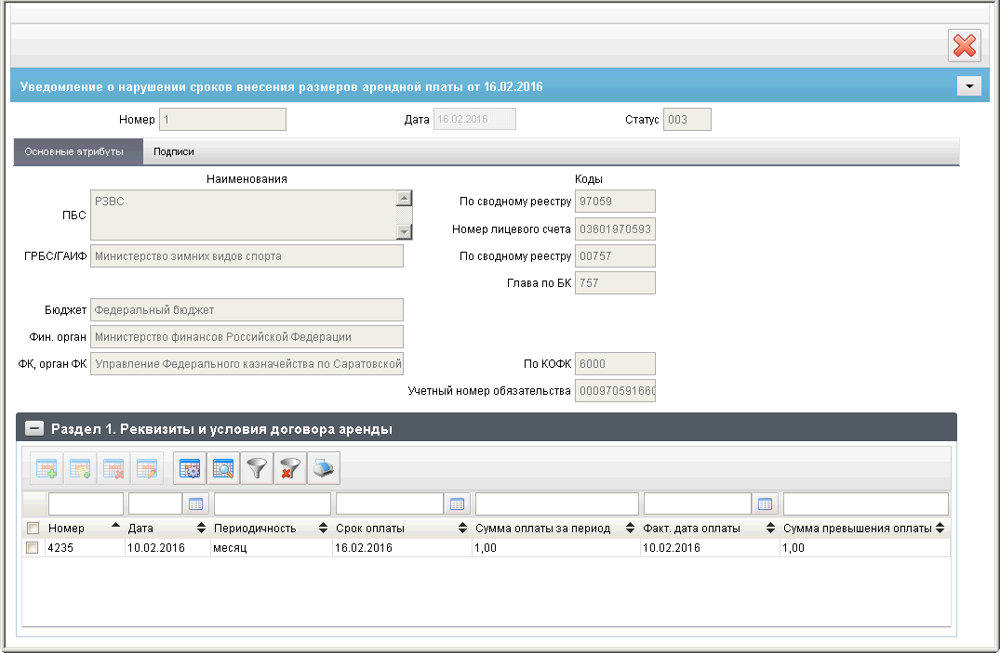 Уведомление о нарушении сроков внесения размеров арендной платы от 16.02.2016
Номер 1 Дата 16.02.2016 Статус 003
Основные атрибуты Подписи
Наименования Коды
ПБС РЗВС По сводному реестру 97059
Номер лицевого счета 03601970593
ГРБС/ГАИФ Министерство зимних видов спорта По сводному реестру 00757
Глава по БК 757
Бюджет Федеральный бюджет
Фин. орган Министерство финансов Российской Федерации
ФК, орган ФК Управление Федерального казначейства по Саратовской По КОФК 6000
Учетный номер обязательства 00097059166
Раздел 1. Реквизиты и условия договора аренды
Номер Дата Периодичность Срок оплаты Сумма оплаты за период Факт. дата оплаты Сумма превышения оплаты
4235 10.02.2016 месяц 16.02.2016 1,00 10.02.2016 1,00